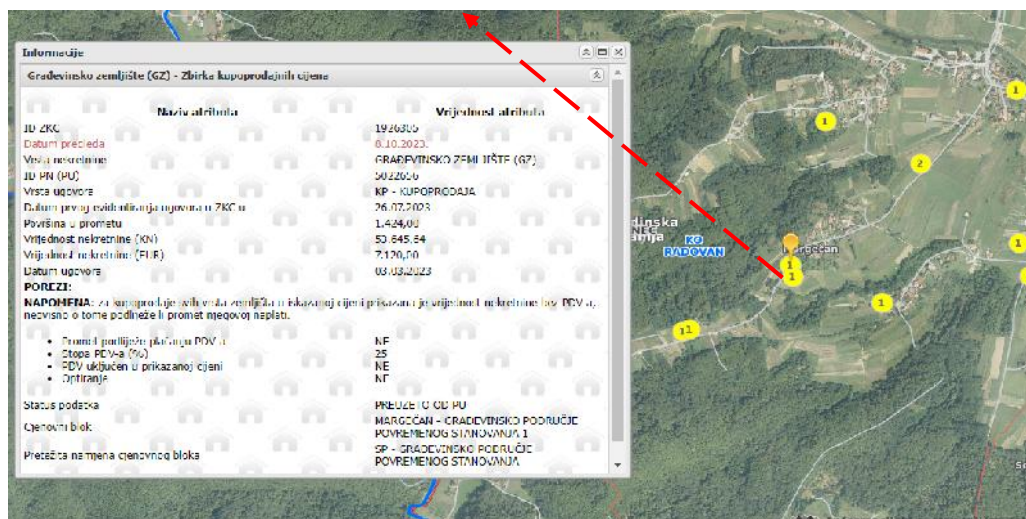 Informacije
Građevinsko zemljište (GZ) - Zbirka kupoprodajnih cijena
Naziv atributa Vrijednost atributa
ID ZKC 1926355
Datum pregleda 8.10.2023.
Vrsta nekretnine GRAĐEVINSKO ZEMLJIŠTE (GZ)
ID PN (PU) 5022656
Vrsta ugovora KP - KUPOPRODAJA
Datum prvog evidentiranja ugovora u ZKC-u 26.07.2023
Površina u prometu 1.424,00
Vrijednost nekretnine (KN) 53.645,64
Vrijednost nekretnine (EUR) 7.120,00
Datum ugovora 03.03.2023
POREZI:
NAPOMENA: za kupoprodaje svih vrsta zemljišta u iskazanoj cijeni prikazana je vrijednost nekretnine bez PDV-a,
neovisno o tome podliježe li promet njegovoj naplati.
Promet podliježe plaćanju PDV-a NE
Stopa PDV-a (%) 25
PDV uključen u prikazanoj cijeni NE
Optiranje NE
Status podatka PREUZETO OD PU
Cjenovni blok MARGEČAN - GRAĐEVINSKO PODRUČJE
POVREMENOG STANOVANJA 1
Pretežita namjena cjenovnog bloka SP - GRAĐEVINSKO PODRUČJE
POVREMENOG STANOVANJA
1
1
2
KO
RADOVAN
Margečan
1
1
1
1
11